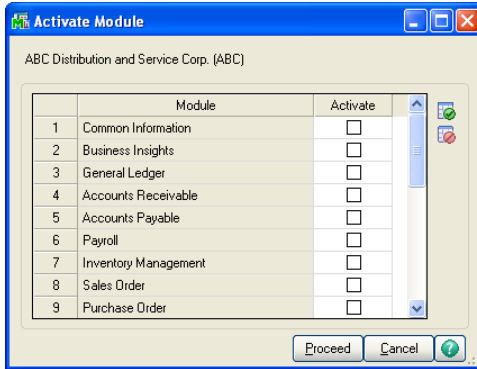 Activate Module
ABC Distribution and Service Corp. (ABC)
Module Activate
1 Common Information
2 Business Insights
3 General Ledger
4 Accounts Receivable
5 Accounts Payable
6 Payroll
7 Inventory Management
8 Sales Order
9 Purchase Order
Proceed Cancel ?